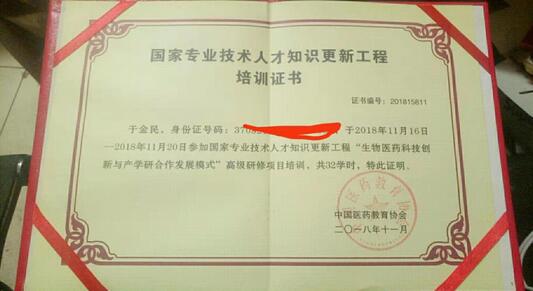 国家专业技术人才知识更新工程
培训证书
证书编号：201815811
于金民，身份证号码：3703 于2018年11月16日
—2018年11月20日参加国家专业技术人才知识更新工程“生物医药科技创
新与产学研合作发展模式”高级研修项目培训，共32学时，特此证明。
中国医药教育协会
二〇一八年十一月